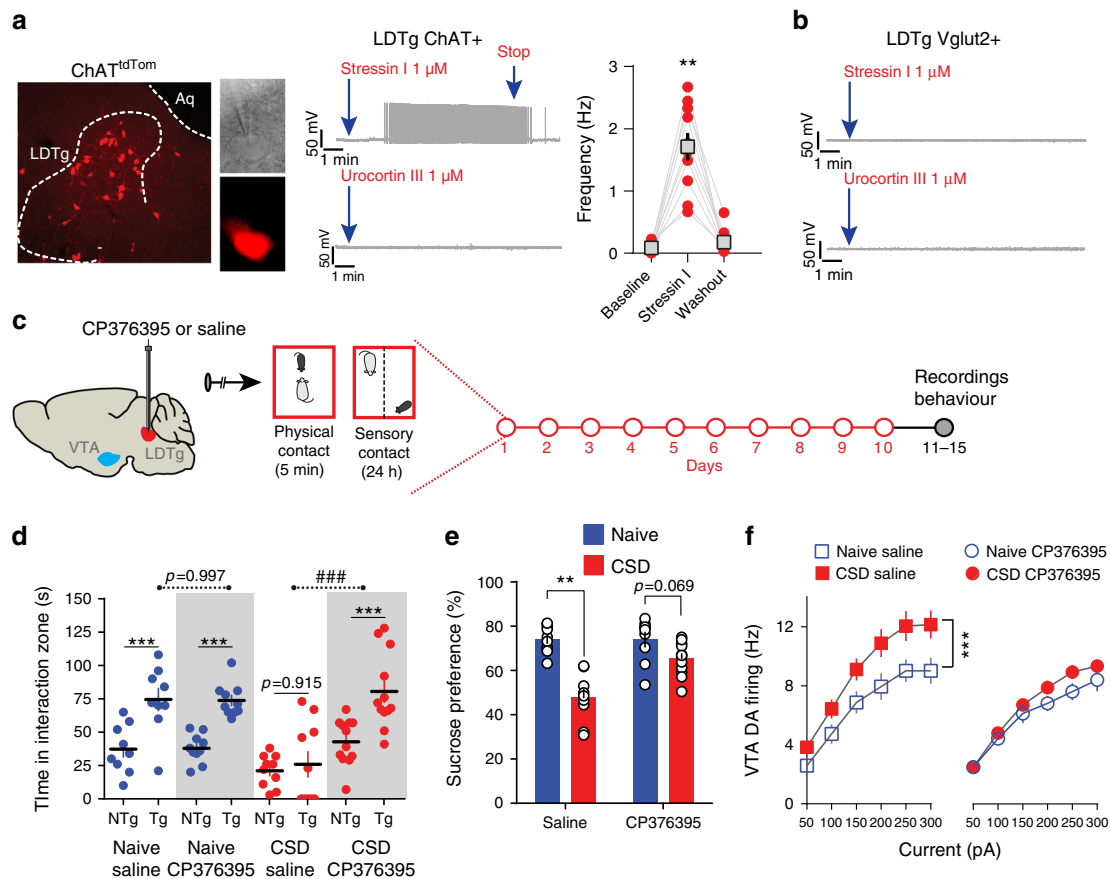 a
ChAT^tdTom
Aq
LDTg
LDTg ChAT+
Stop
Stressin I 1 μM
50 mV
1 min
Urocortin III 1 μM
50 mV
1 min
**
3
2
1
0
Frequency (Hz)
Baseline
Stressin I
Washout
b
LDTg Vglut2+
Stressin I 1 μM
50 mV
1 min
Urocortin III 1 μM
50 mV
1 min
c
CP376395 or saline
VTA
LDTg
Physical
contact
(5 min)
Sensory
contact
(24 h)
1 2 3 4 5 6 7 8 9 10
Days
Recordings
behaviour
11–15
d
p=0.997
###
***
***
p=0.915
***
150
125
100
75
50
25
0
Time in interaction zone (s)
NTg Tg NTg Tg NTg Tg NTg Tg
Naive
saline
Naive
CP376395
CSD
saline
CSD
CP376395
e
Naive
CSD
**
p=0.069
100
80
60
40
20
0
Sucrose preference (%)
Saline
CP376395
f
Naive saline
CSD saline
Naive CP376395
CSD CP376395
***
12
8
4
0
VTA DA firing (Hz)
50 100 150 200 250 300
50 100 150 200 250 300
Current (pA)